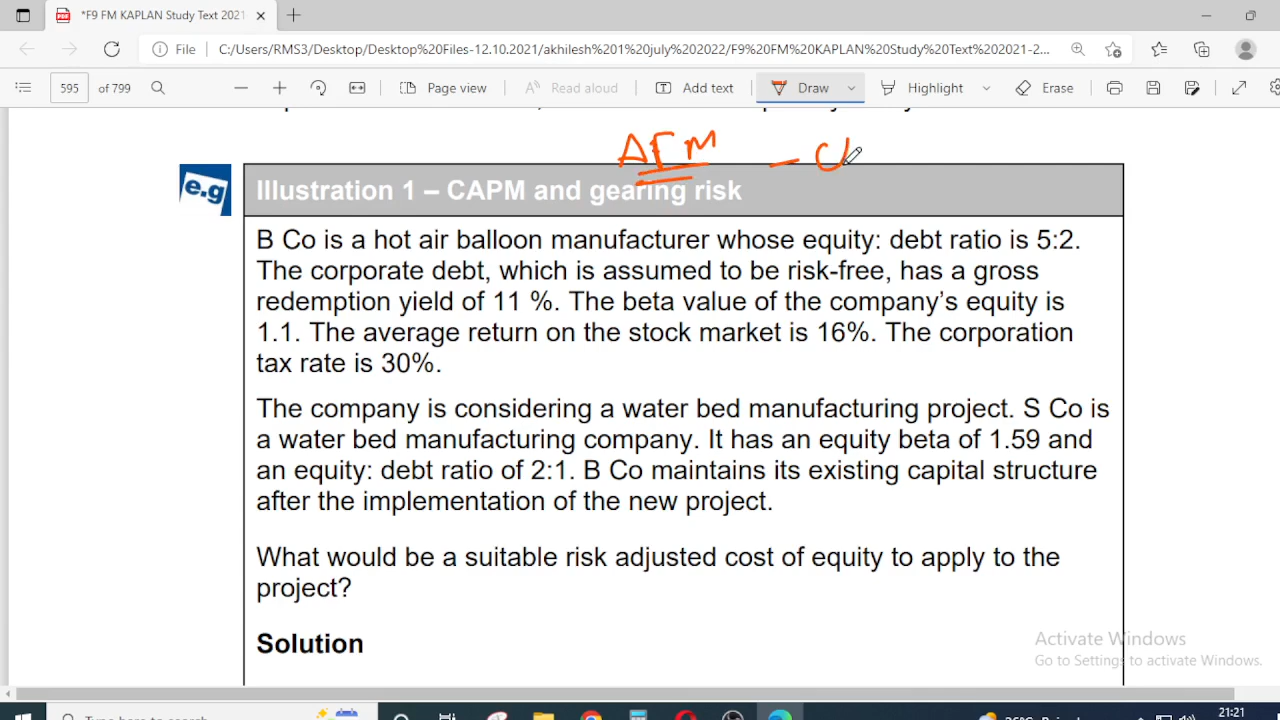 *F9 FM KAPLAN Study Text 2021
File
C:/Users/RMS3/Desktop/Desktop%20Files-12.10.2021/akhilesh%201%20july%202022/F9%20FM%20KAPLAN%20Study%20Text%202021-2...
595 of 799
Page view
Read aloud
Add text
Draw
Highlight
Erase
AFM -
e.g
Illustration 1 – CAPM and gearing risk
B Co is a hot air balloon manufacturer whose equity: debt ratio is 5:2.
The corporate debt, which is assumed to be risk-free, has a gross
redemption yield of 11 %. The beta value of the company's equity is
1.1. The average return on the stock market is 16%. The corporation
tax rate is 30%.
The company is considering a water bed manufacturing project. S Co is
a water bed manufacturing company. It has an equity beta of 1.59 and
an equity: debt ratio of 2:1. B Co maintains its existing capital structure
after the implementation of the new project.
What would be a suitable risk adjusted cost of equity to apply to the
project?
Solution
Activate Windows
Go to Settings to activate Windows.
21:21